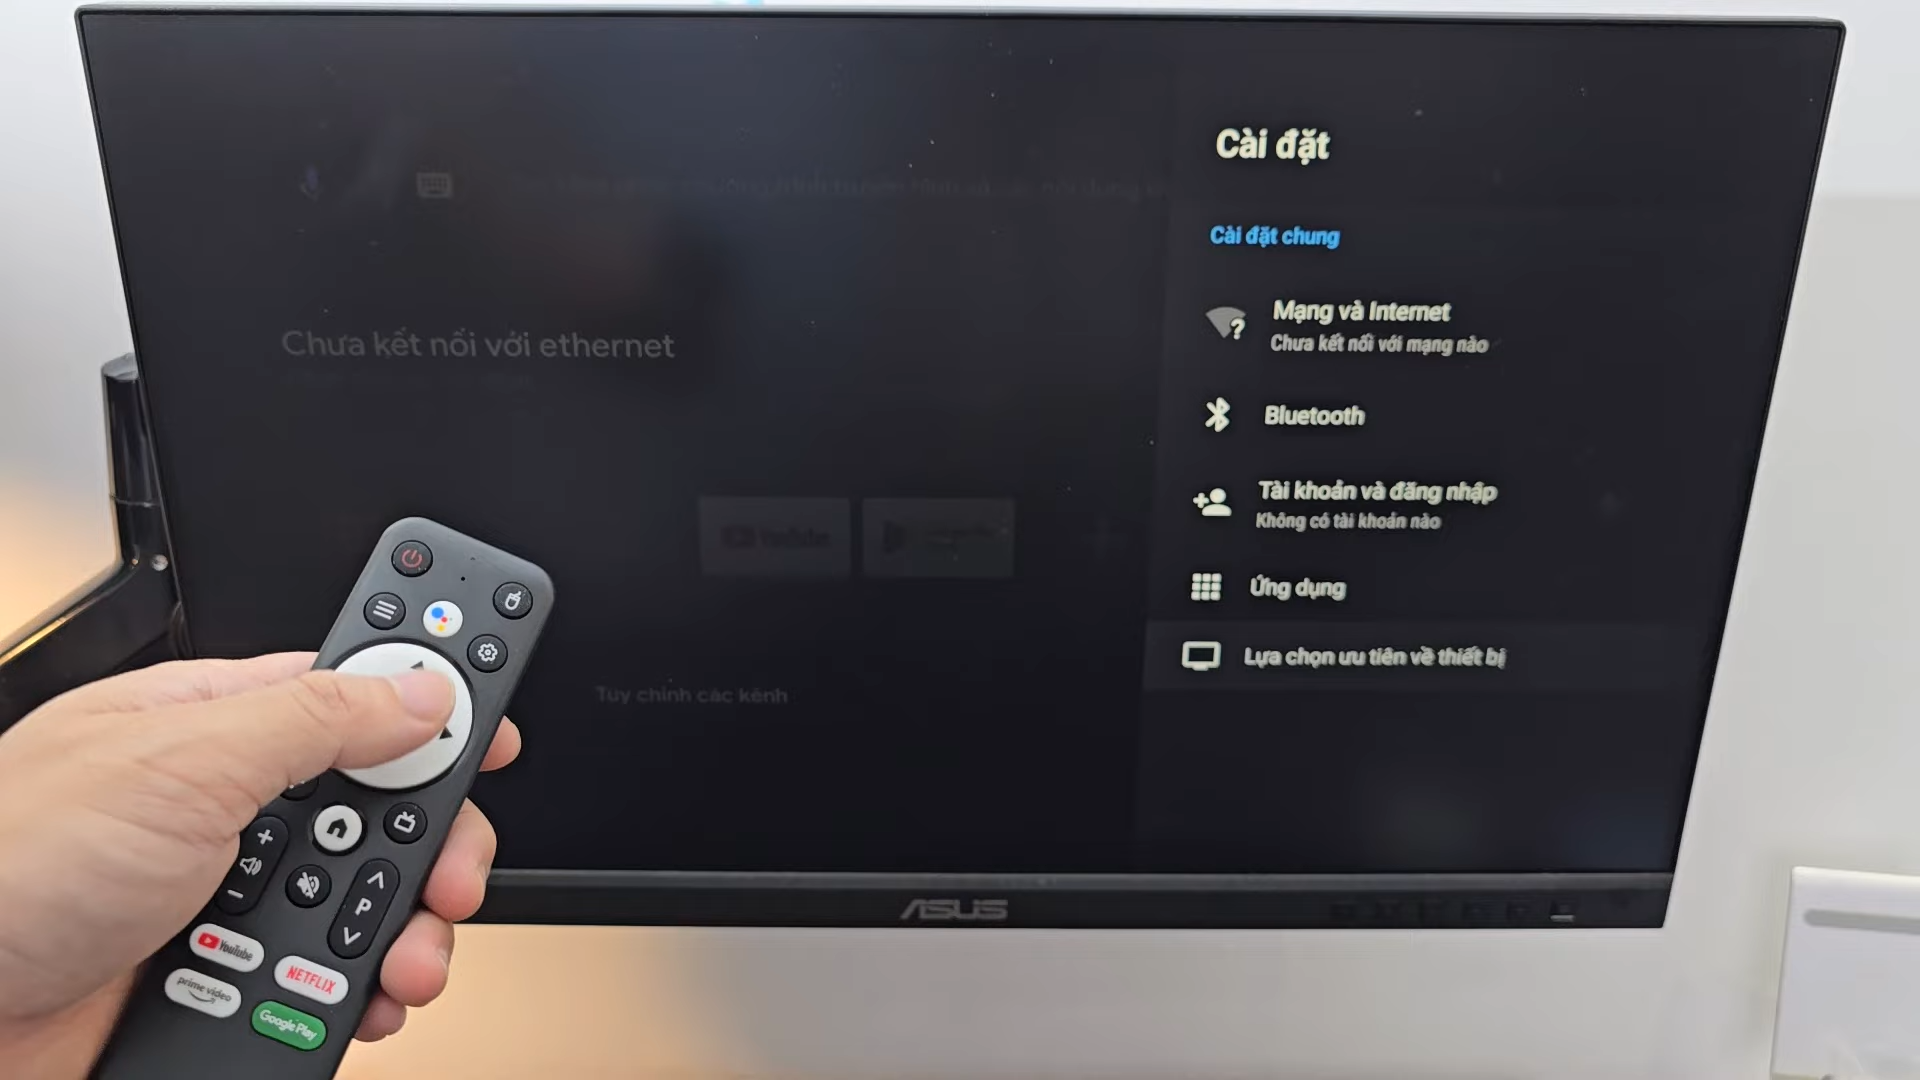 Cài đặt
Cài đặt chung
Mạng và Internet
Chưa kết nối với mạng nào
Bluetooth
Tài khoản và đăng nhập
Không có tài khoản nào
Ứng dụng
Lựa chọn ưu tiên về thiết bị
Chưa kết nối với ethernet
YouTube
Tùy chỉnh các kênh
ASUS
P
YouTube
NETFLIX
prime video
Google Play